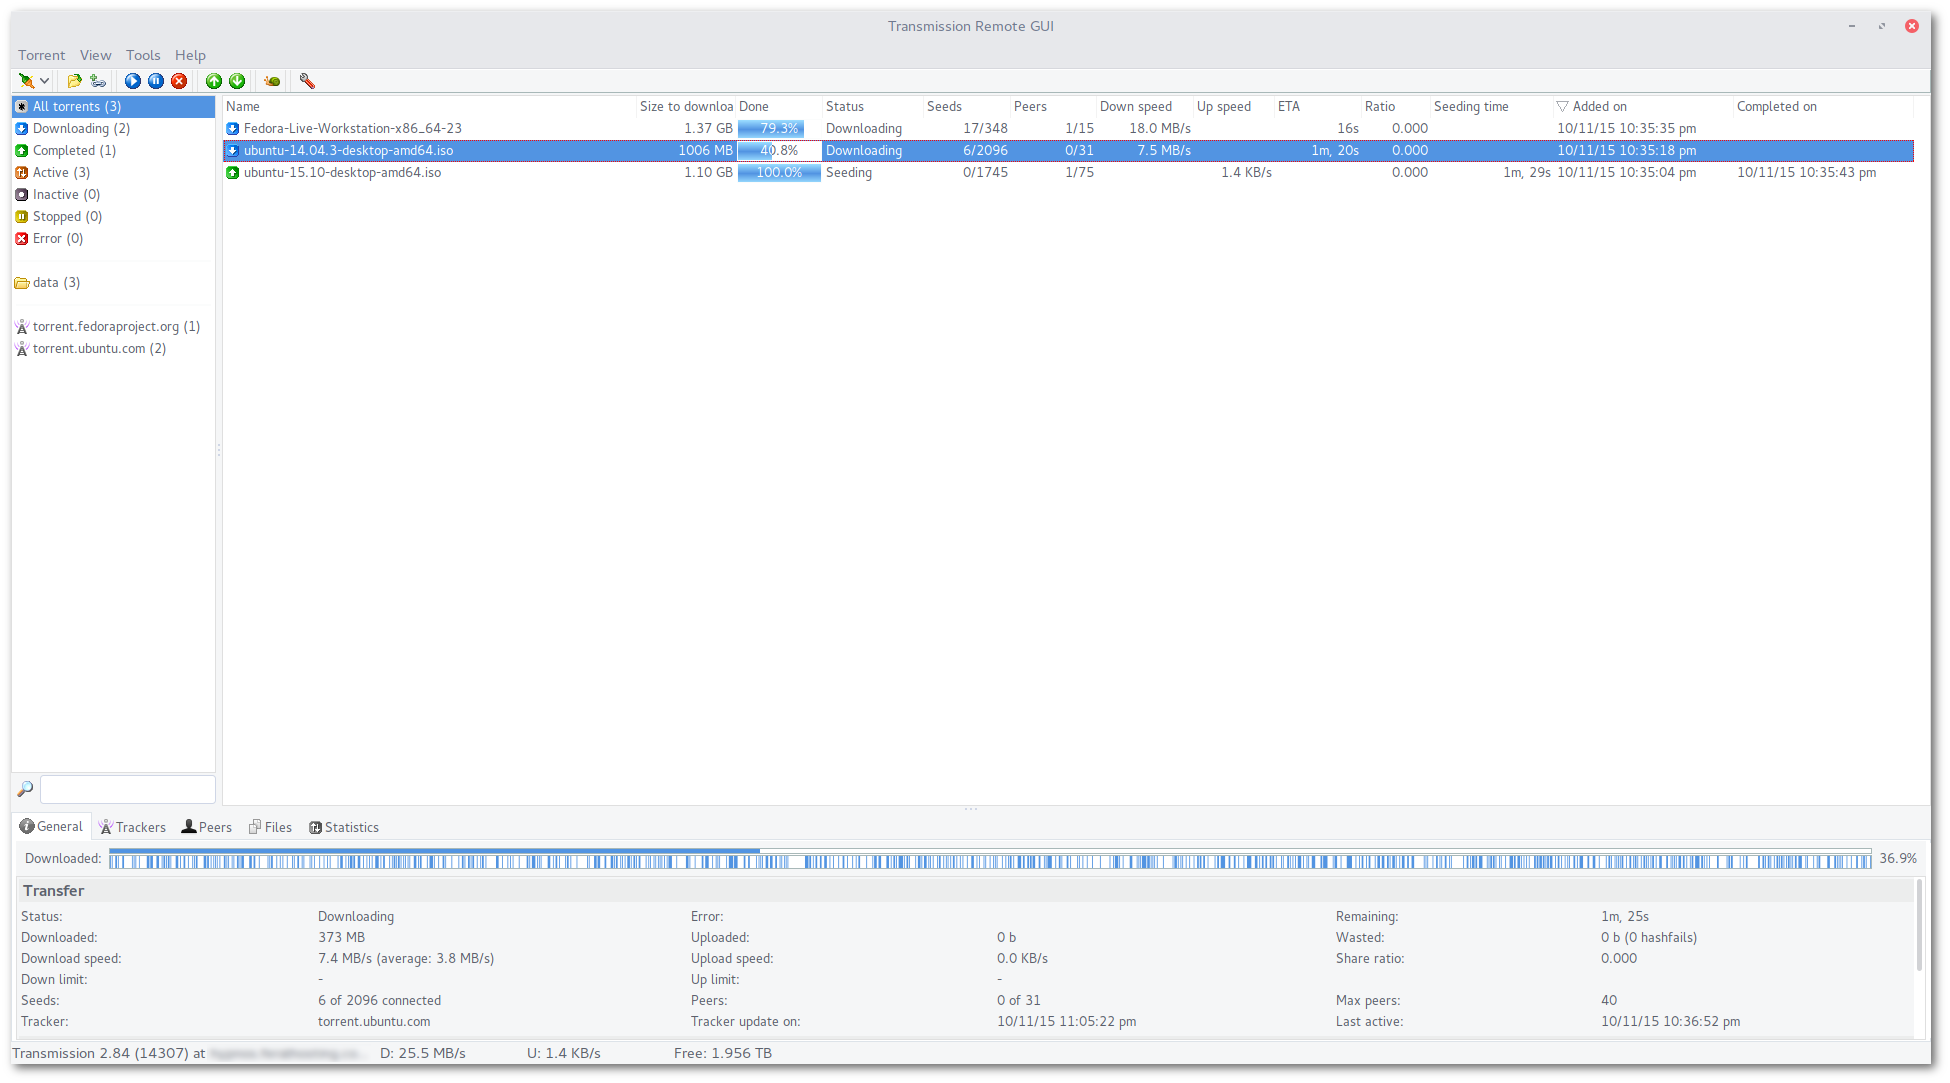 Transmission Remote GUI
Torrent View Tools Help
All torrents (3)
Downloading (2)
Completed (1)
Active (3)
Inactive (0)
Stopped (0)
Error (0)
data (3)
torrent.fedoraproject.org (1)
torrent.ubuntu.com (2)
Name Size to downloa Done Status Seeds Peers Down speed Up speed ETA Ratio Seeding time Added on Completed on
Fedora-Live-Workstation-x86_64-23 1.37 GB 79.3% Downloading 17/348 1/15 18.0 MB/s 16s 0.000 10/11/15 10:35:35 pm
ubuntu-14.04.3-desktop-amd64.iso 1006 MB 40.8% Downloading 6/2096 0/31 7.5 MB/s 1m, 20s 0.000 10/11/15 10:35:18 pm
ubuntu-15.10-desktop-amd64.iso 1.10 GB 100.0% Seeding 0/1745 1/75 1.4 KB/s 0.000 1m, 29s 10/11/15 10:35:04 pm 10/11/15 10:35:43 pm
General Trackers Peers Files Statistics
Downloaded: 36.9%
Transfer
Status: Downloading Error: Remaining: 1m, 25s
Downloaded: 373 MB Uploaded: 0 b Wasted: 0 b (0 hashfails)
Download speed: 7.4 MB/s (average: 3.8 MB/s) Upload speed: 0.0 KB/s Share ratio: 0.000
Down limit: - Up limit: -
Seeds: 6 of 2096 connected Peers: 0 of 31 Max peers: 40
Tracker: torrent.ubuntu.com Tracker update on: 10/11/15 11:05:22 pm Last active: 10/11/15 10:36:52 pm
Transmission 2.84 (14307) at D: 25.5 MB/s U: 1.4 KB/s Free: 1.956 TB